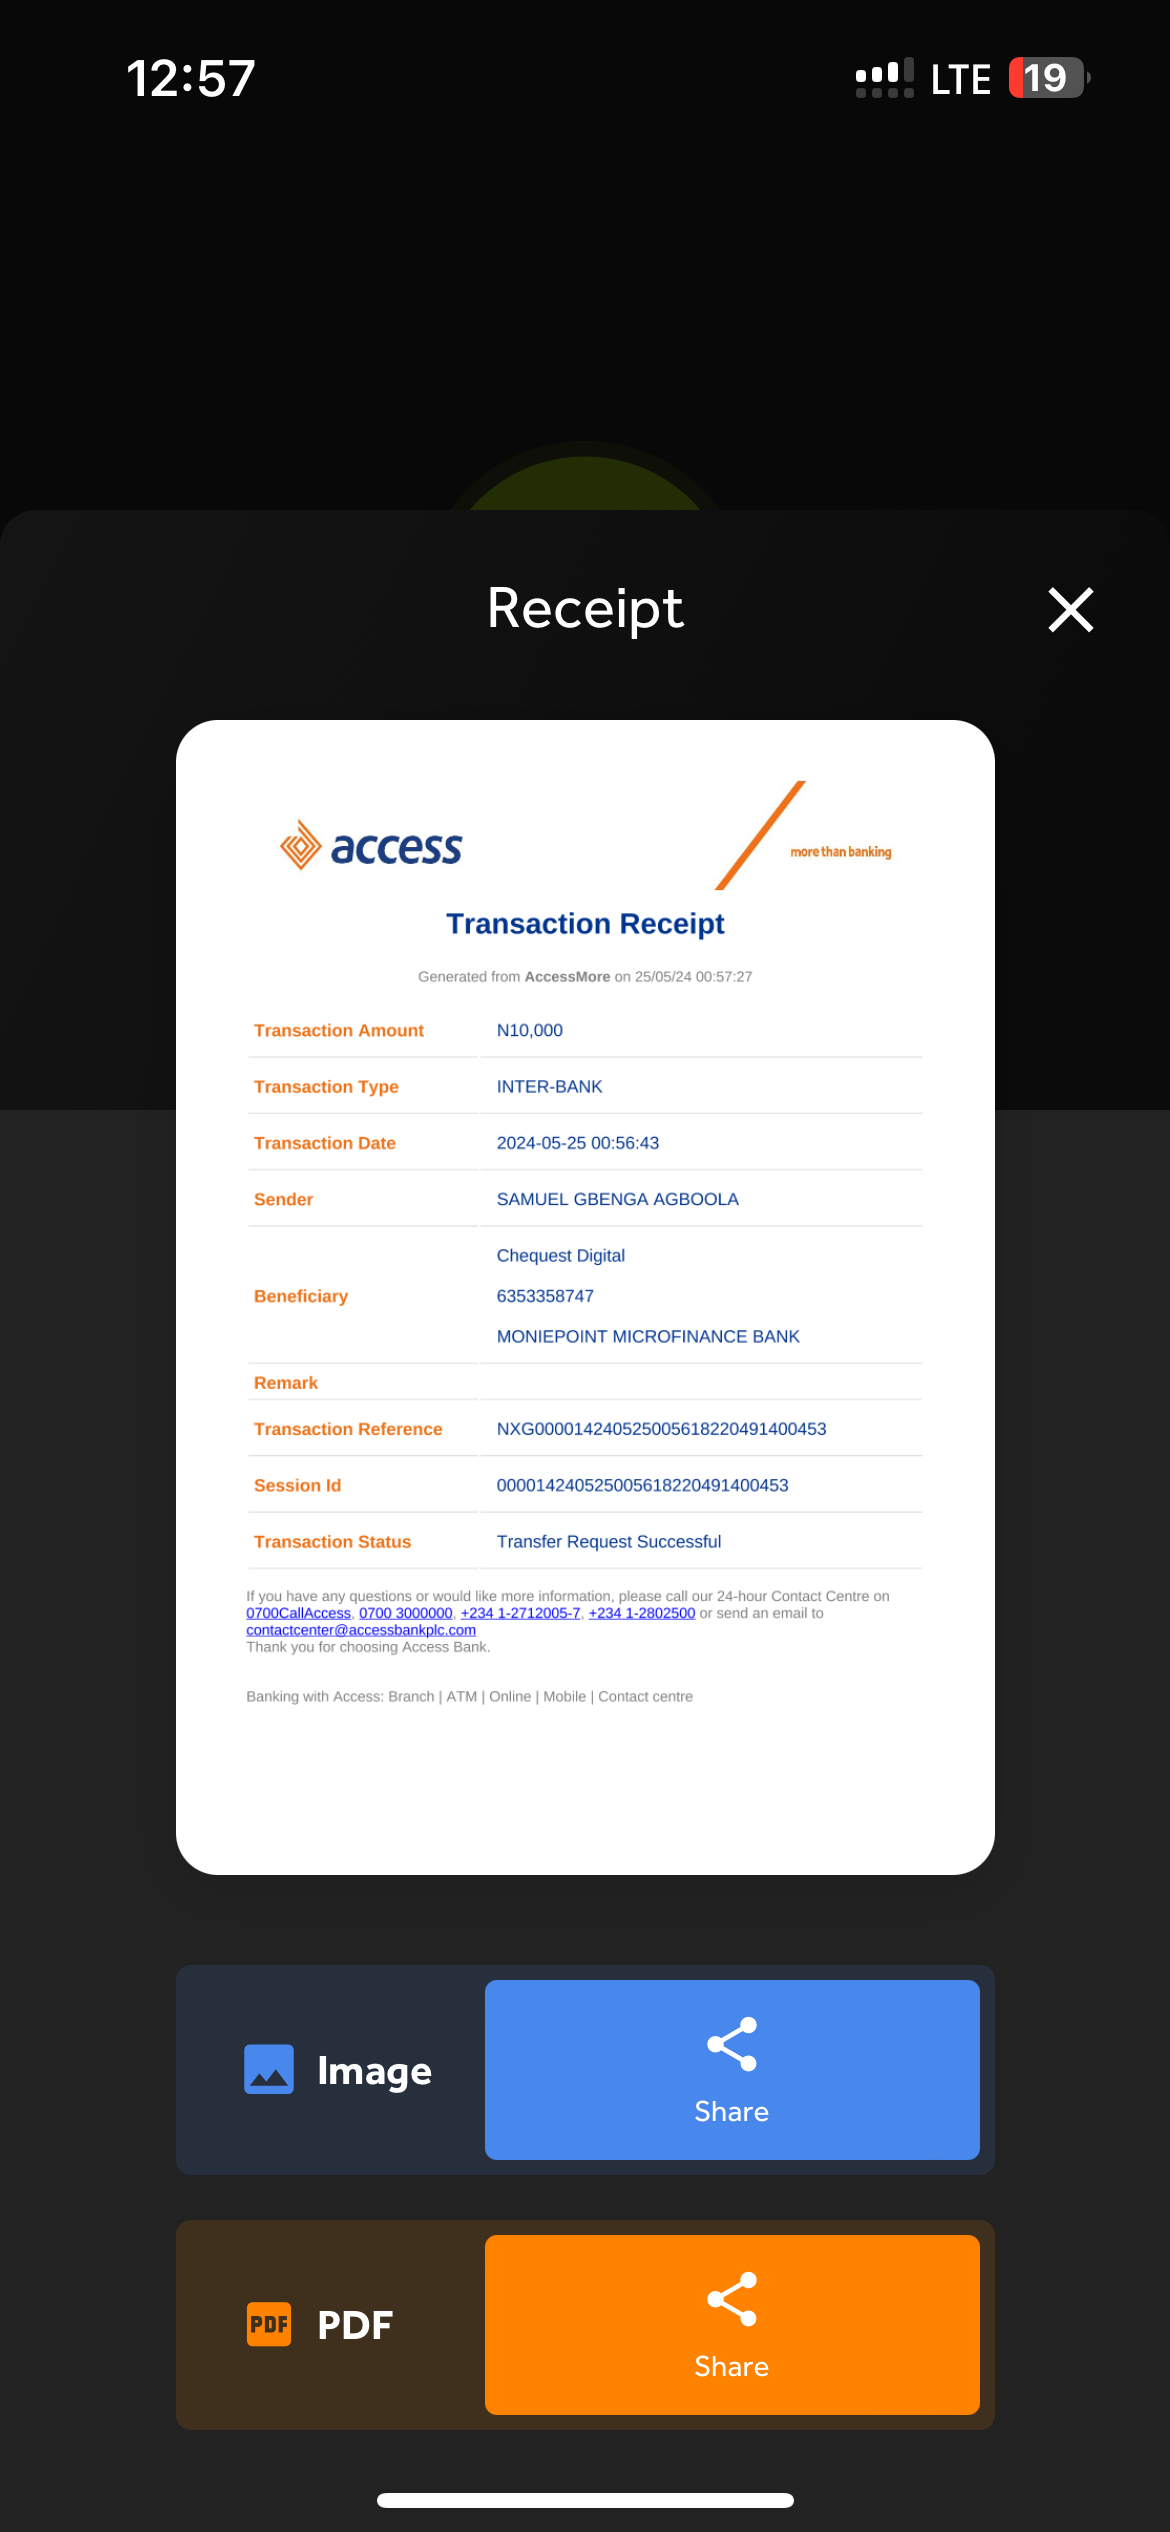 12:57
LTE 19
Receipt
access
more than banking
Transaction Receipt
Generated from AccessMore on 25/05/24 00:57:27
Transaction Amount N10,000
Transaction Type INTER-BANK
Transaction Date 2024-05-25 00:56:43
Sender SAMUEL GBENGA AGBOOLA
Chequest Digital
Beneficiary 6353358747
MONIEPOINT MICROFINANCE BANK
Remark
Transaction Reference NXG000014240525005618220491400453
Session Id 000014240525005618220491400453
Transaction Status Transfer Request Successful
If you have any questions or would like more information, please call our 24-hour Contact Centre on
0700CallAccess, 0700 3000000, +234 1-2712005-7, +234 1-2802500 or send an email to
contactcenter@accessbankplc.com
Thank you for choosing Access Bank.
Banking with Access: Branch | ATM | Online | Mobile | Contact centre
Image
Share
PDF PDF
Share